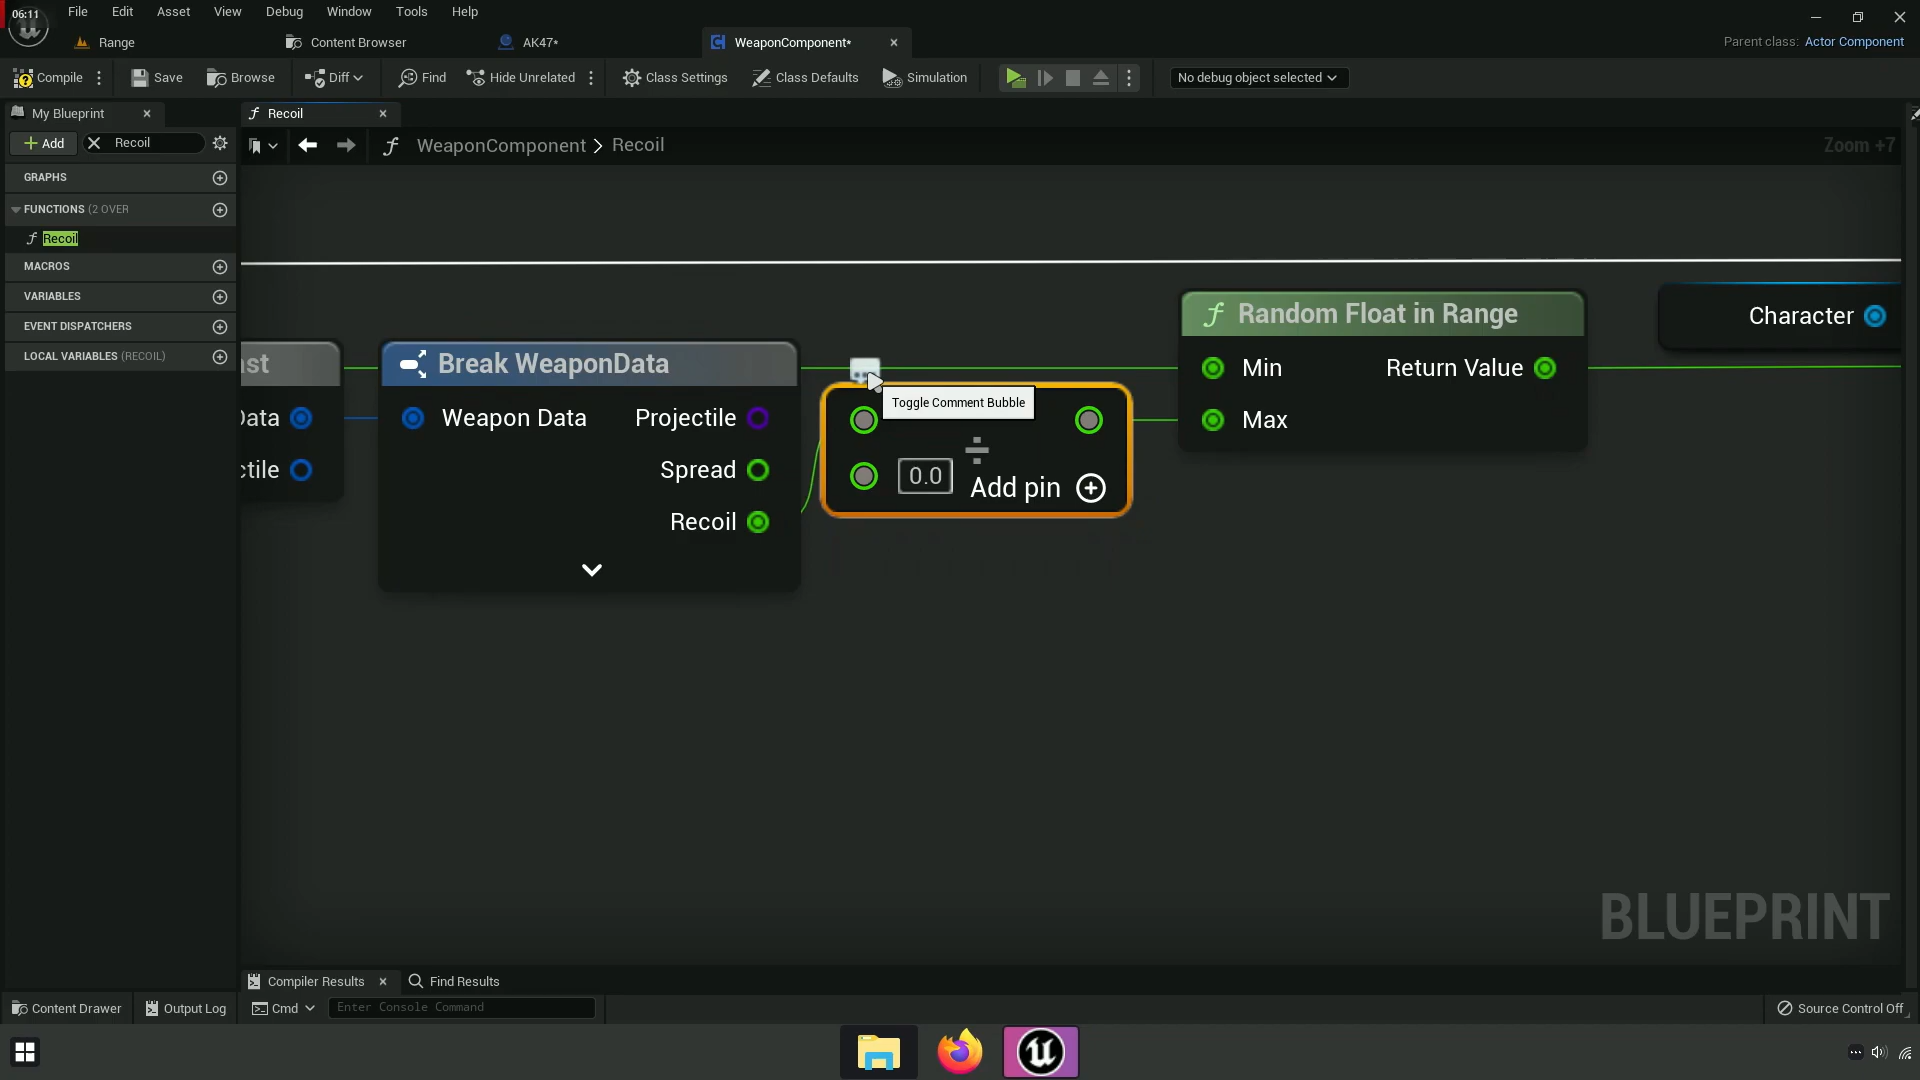 06:11
File Edit Asset View Debug Window Tools Help
Range Content Browser AK47* WeaponComponent*
Parent class: Actor Component
Compile Save Browse Diff Find Hide Unrelated Class Settings Class Defaults Simulation No debug object selected
My Blueprint
Recoil
Add Recoil
WeaponComponent > Recoil
Zoom +7
GRAPHS
FUNCTIONS (2 OVER
Recoil
MACROS
VARIABLES
EVENT DISPATCHERS
LOCAL VARIABLES (RECOIL)
Break WeaponData
Weapon Data Projectile
Spread
Recoil
Toggle Comment Bubble
÷
0.0 Add pin
Random Float in Range
Min Return Value
Max
Character
BLUEPRINT
Compiler Results Find Results
Content Drawer Output Log Cmd Enter Console Command Source Control Off